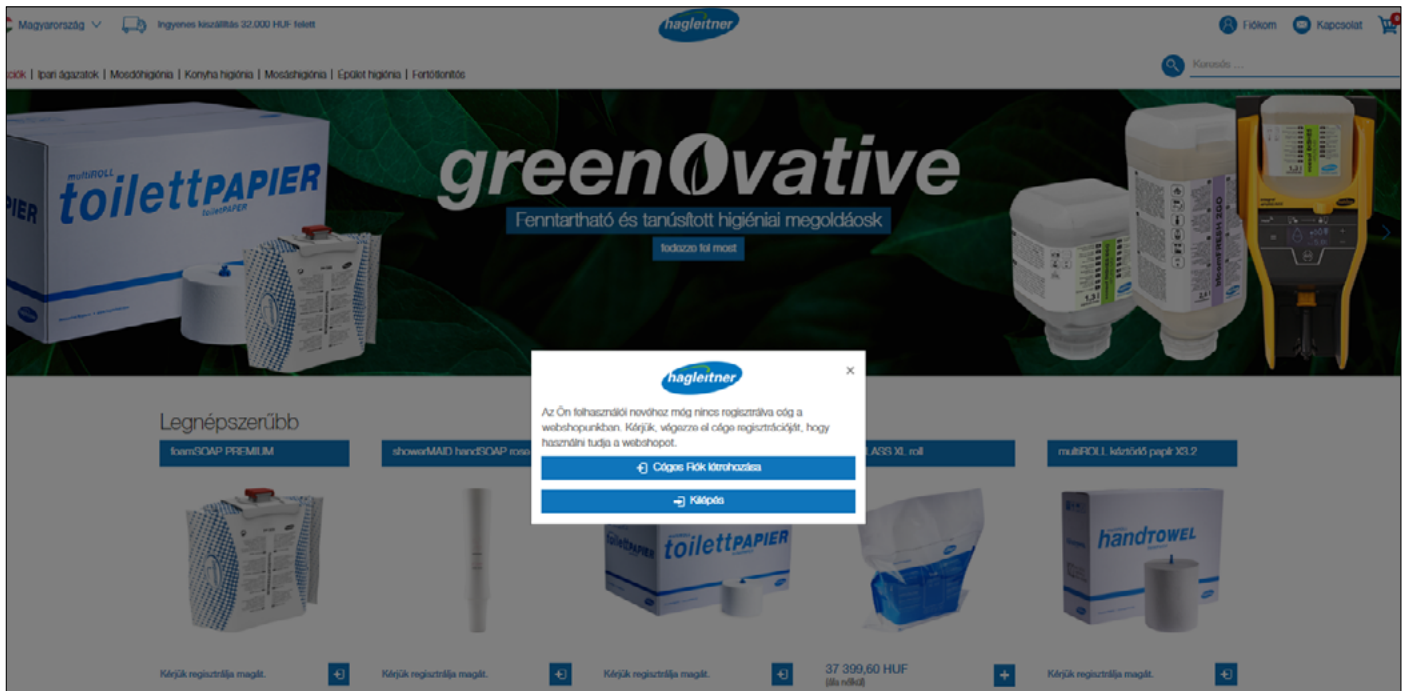 Magyarország
Ingyenes kiszállítás 32.000 HUF felett
hagleitner
Fiókom
Kapcsolat
0
ciók | Ipari ágazatok | Mosdóhigiénia | Konyha higiénia | Mosáshigiénia | Épület higiénia | Fertőtlenítés
Keresés ...
PIER
multiROLL
toilettPAPIER
toiletPAPER
greenOvative
Fenntartható és tanúsított higiéniai megoldáosk
fedezze fel most
hagleitner
×
Az Ön felhasználói nevéhez még nincs regisztrálva cég a
webshopunkban. Kérjük, végezze el cége regisztrációját, hogy
használni tudja a webshopot.
Céges Fiók létrehozása
Kilépés
Legnépszerűbb
foamSOAP PREMIUM
showerMAID handSOAP rose
LASS XL roll
multiROLL kéztörlő papír X3.2
toilettPAPIER
toilettPAPIER
handTOWEL
Kérjük regisztrálja magát.
Kérjük regisztrálja magát.
Kérjük regisztrálja magát.
37 399,60 HUF
(áfa nélkül)
Kérjük regisztrálja magát.